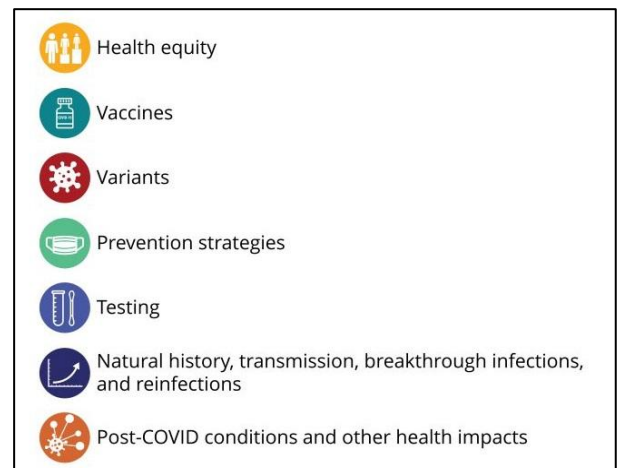 Health equity
Vaccines
Variants
Prevention strategies
Testing
Natural history, transmission, breakthrough infections,
and reinfections
Post-COVID conditions and other health impacts